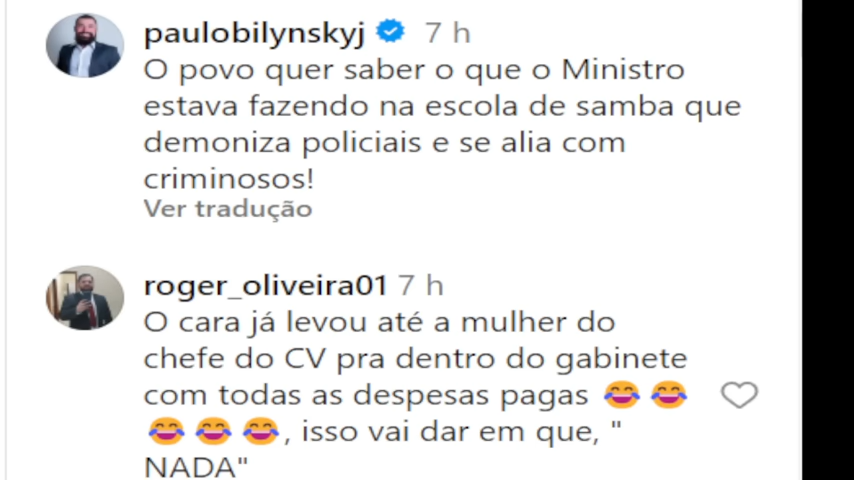 paulobilynskyj 7 h
O povo quer saber o que o Ministro
estava fazendo na escola de samba que
demoniza policiais e se alia com
criminosos!
Ver tradução
roger_oliveira01 7 h
O cara já levou até a mulher do
chefe do CV pra dentro do gabinete
com todas as despesas pagas 😂😂
😂😂😂, isso vai dar em que, "
NADA"